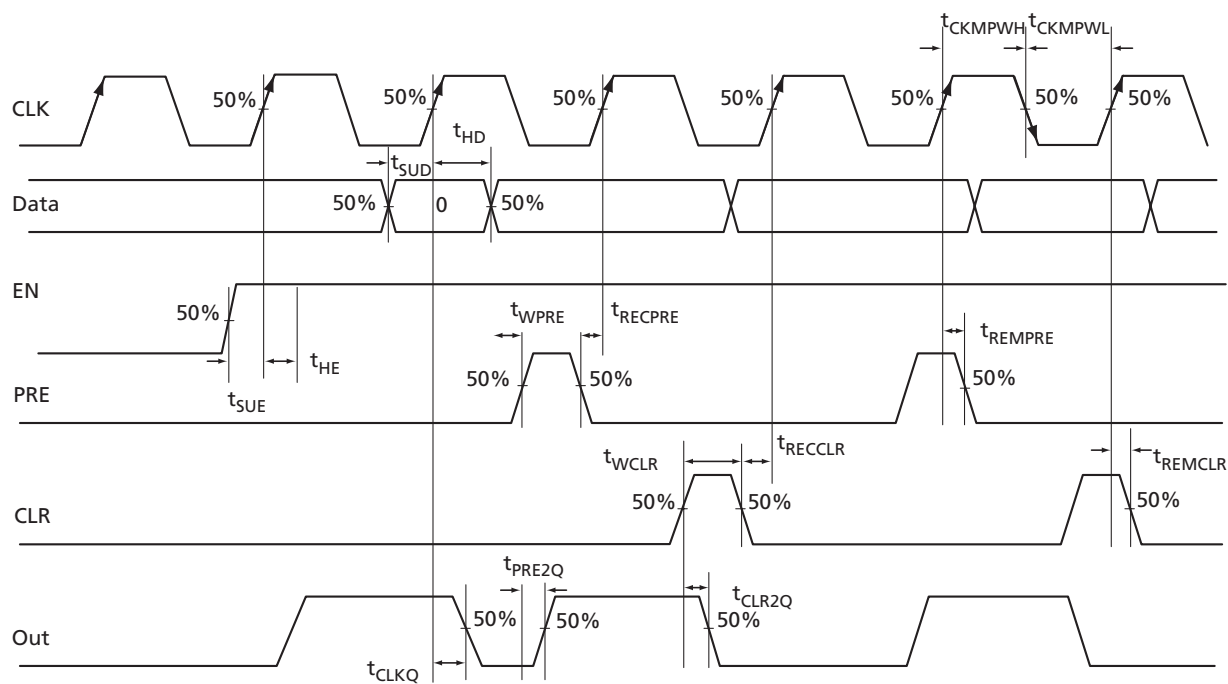 tCKMPWH tCKMPWL
CLK 50% 50% 50% 50% 50% 50% 50%
tSUD tHD
Data 50% 0 50%
EN 50%
tSUE tHE tWPRE tRECPRE tREMPRE
PRE 50% 50% 50%
tWCLR tRECCLR tREMCLR
CLR 50% 50% 50%
tPRE2Q tCLR2Q
Out 50% 50% 50%
tCLKQ